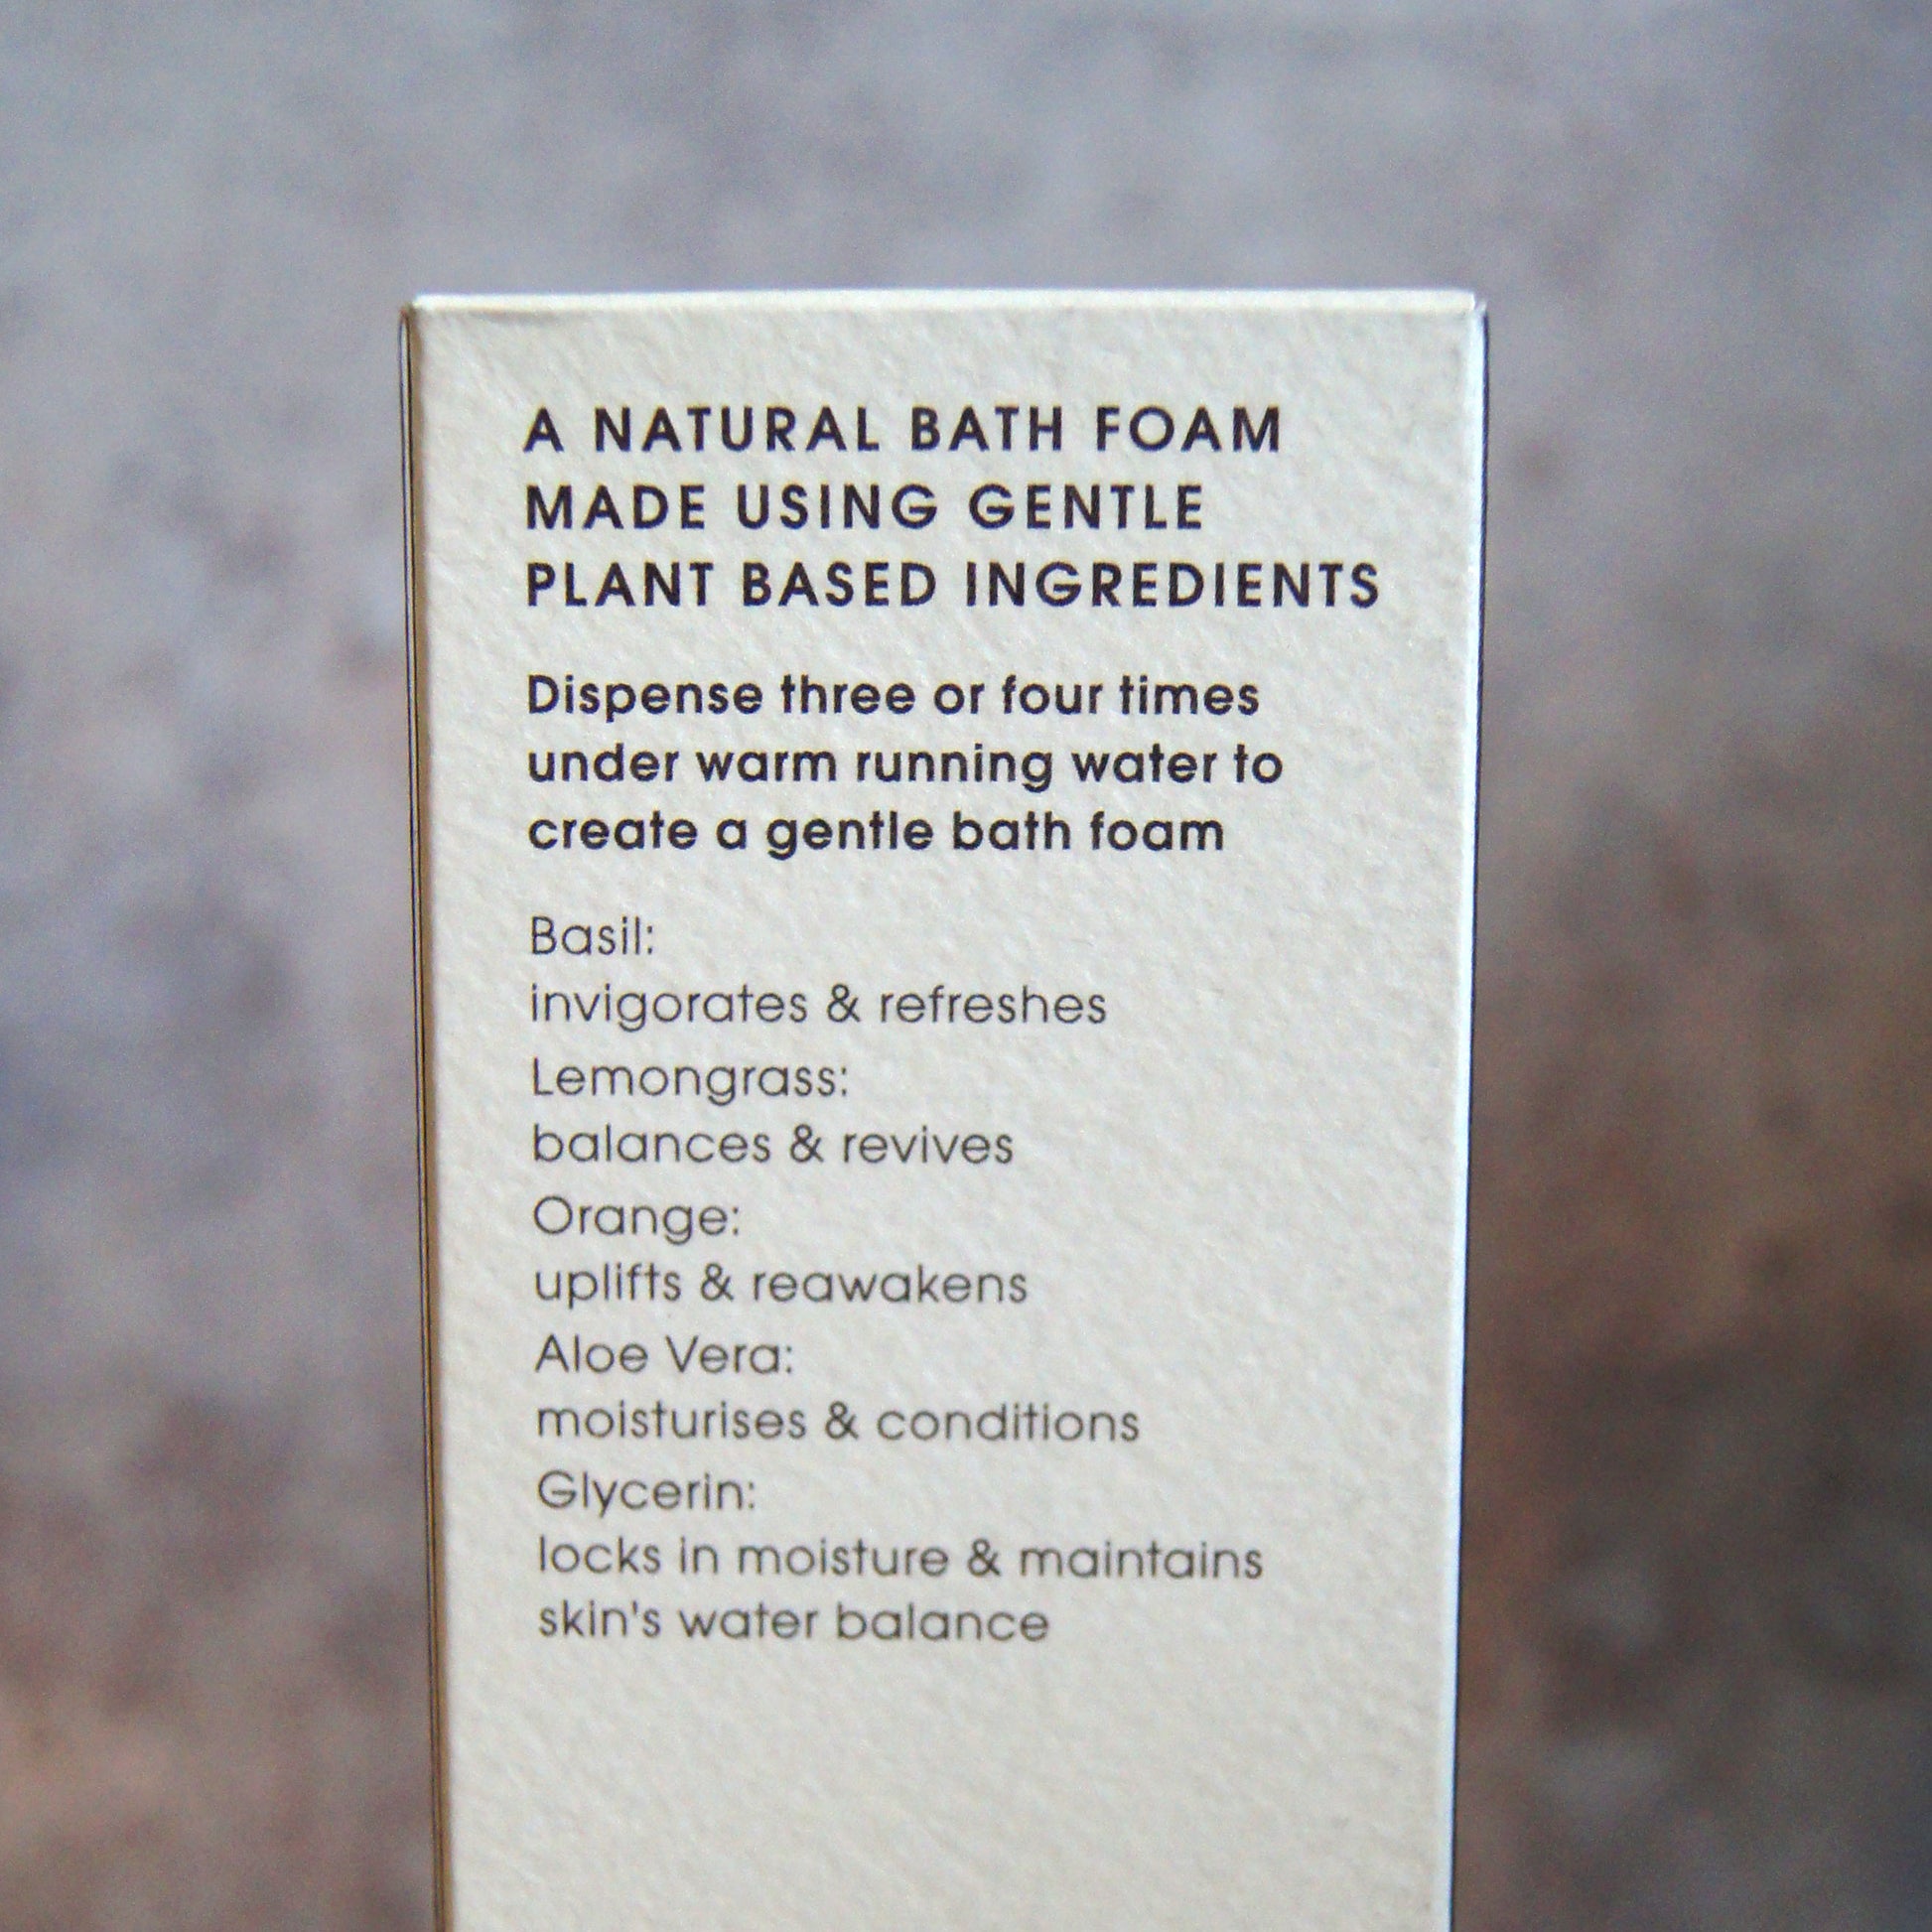 A NATURAL BATH FOAM
MADE USING GENTLE
PLANT BASED INGREDIENTS
Dispense three or four times
under warm running water to
create a gentle bath foam
Basil:
invigorates & refreshes
Lemongrass:
balances & revives
Orange:
uplifts & reawakens
Aloe Vera:
moisturises & conditions
Glycerin:
locks in moisture & maintains
skin's water balance